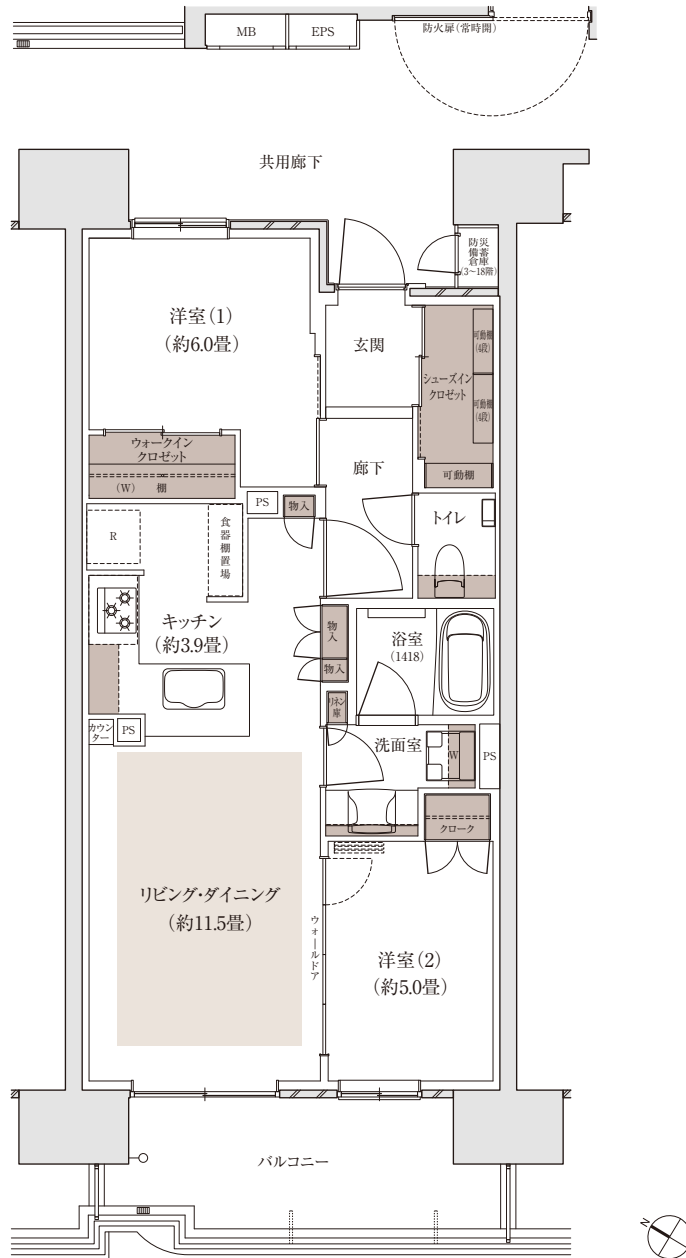 MB
EPS
防火扉(常時開)
共用廊下
防災
備蓄
倉庫
(3〜18階)
洋室(1)
(約6.0畳)
玄関
可動棚
(4段)
シューズイン
クロゼット
可動棚
(4段)
可動棚
ウォークイン
クロゼット
(W) 棚
廊下
PS
物入
トイレ
R
食器棚置場
キッチン
(約3.9畳)
物入
物入
浴室
(1418)
リネン
庫
カウン
ター
PS
洗面室
W
PS
クローク
リビング・ダイニング
(約11.5畳)
ウォールドア
洋室(2)
(約5.0畳)
バルコニー
N